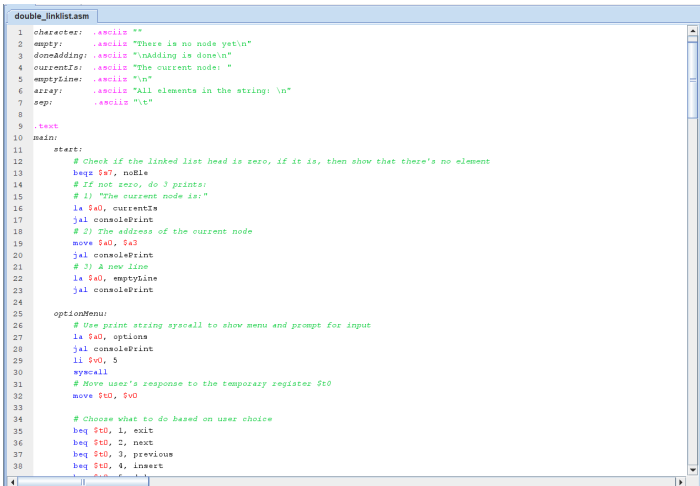 double_linklist.asm
1 character: .asciiz ""
2 empty: .asciiz "There is no node yet\n"
3 doneAdding: .asciiz "\nAdding is done\n"
4 currentIs: .asciiz "The current node: "
5 emptyLine: .asciiz "\n"
6 array: .asciiz "All elements in the string: \n"
7 sep: .asciiz "\t"
8
9 .text
10 main:
11 start:
12 # Check if the linked list head is zero, if it is, then show that there's no element
13 beqz $s7, noEle
14 # If not zero, do 3 prints:
15 # 1) "The current node is:"
16 la $a0, currentIs
17 jal consolePrint
18 # 2) The address of the current node
19 move $a0, $a3
20 jal consolePrint
21 # 3) A new line
22 la $a0, emptyLine
23 jal consolePrint
24
25 optionMenu:
26 # Use print string syscall to show menu and prompt for input
27 la $a0, options
28 jal consolePrint
29 li $v0, 5
30 syscall
31 # Move user's response to the temporary register $t0
32 move $t0, $v0
33
34 # Choose what to do based on user choice
35 beq $t0, 1, exit
36 beq $t0, 2, next
37 beq $t0, 3, previous
38 beq $t0, 4, insert